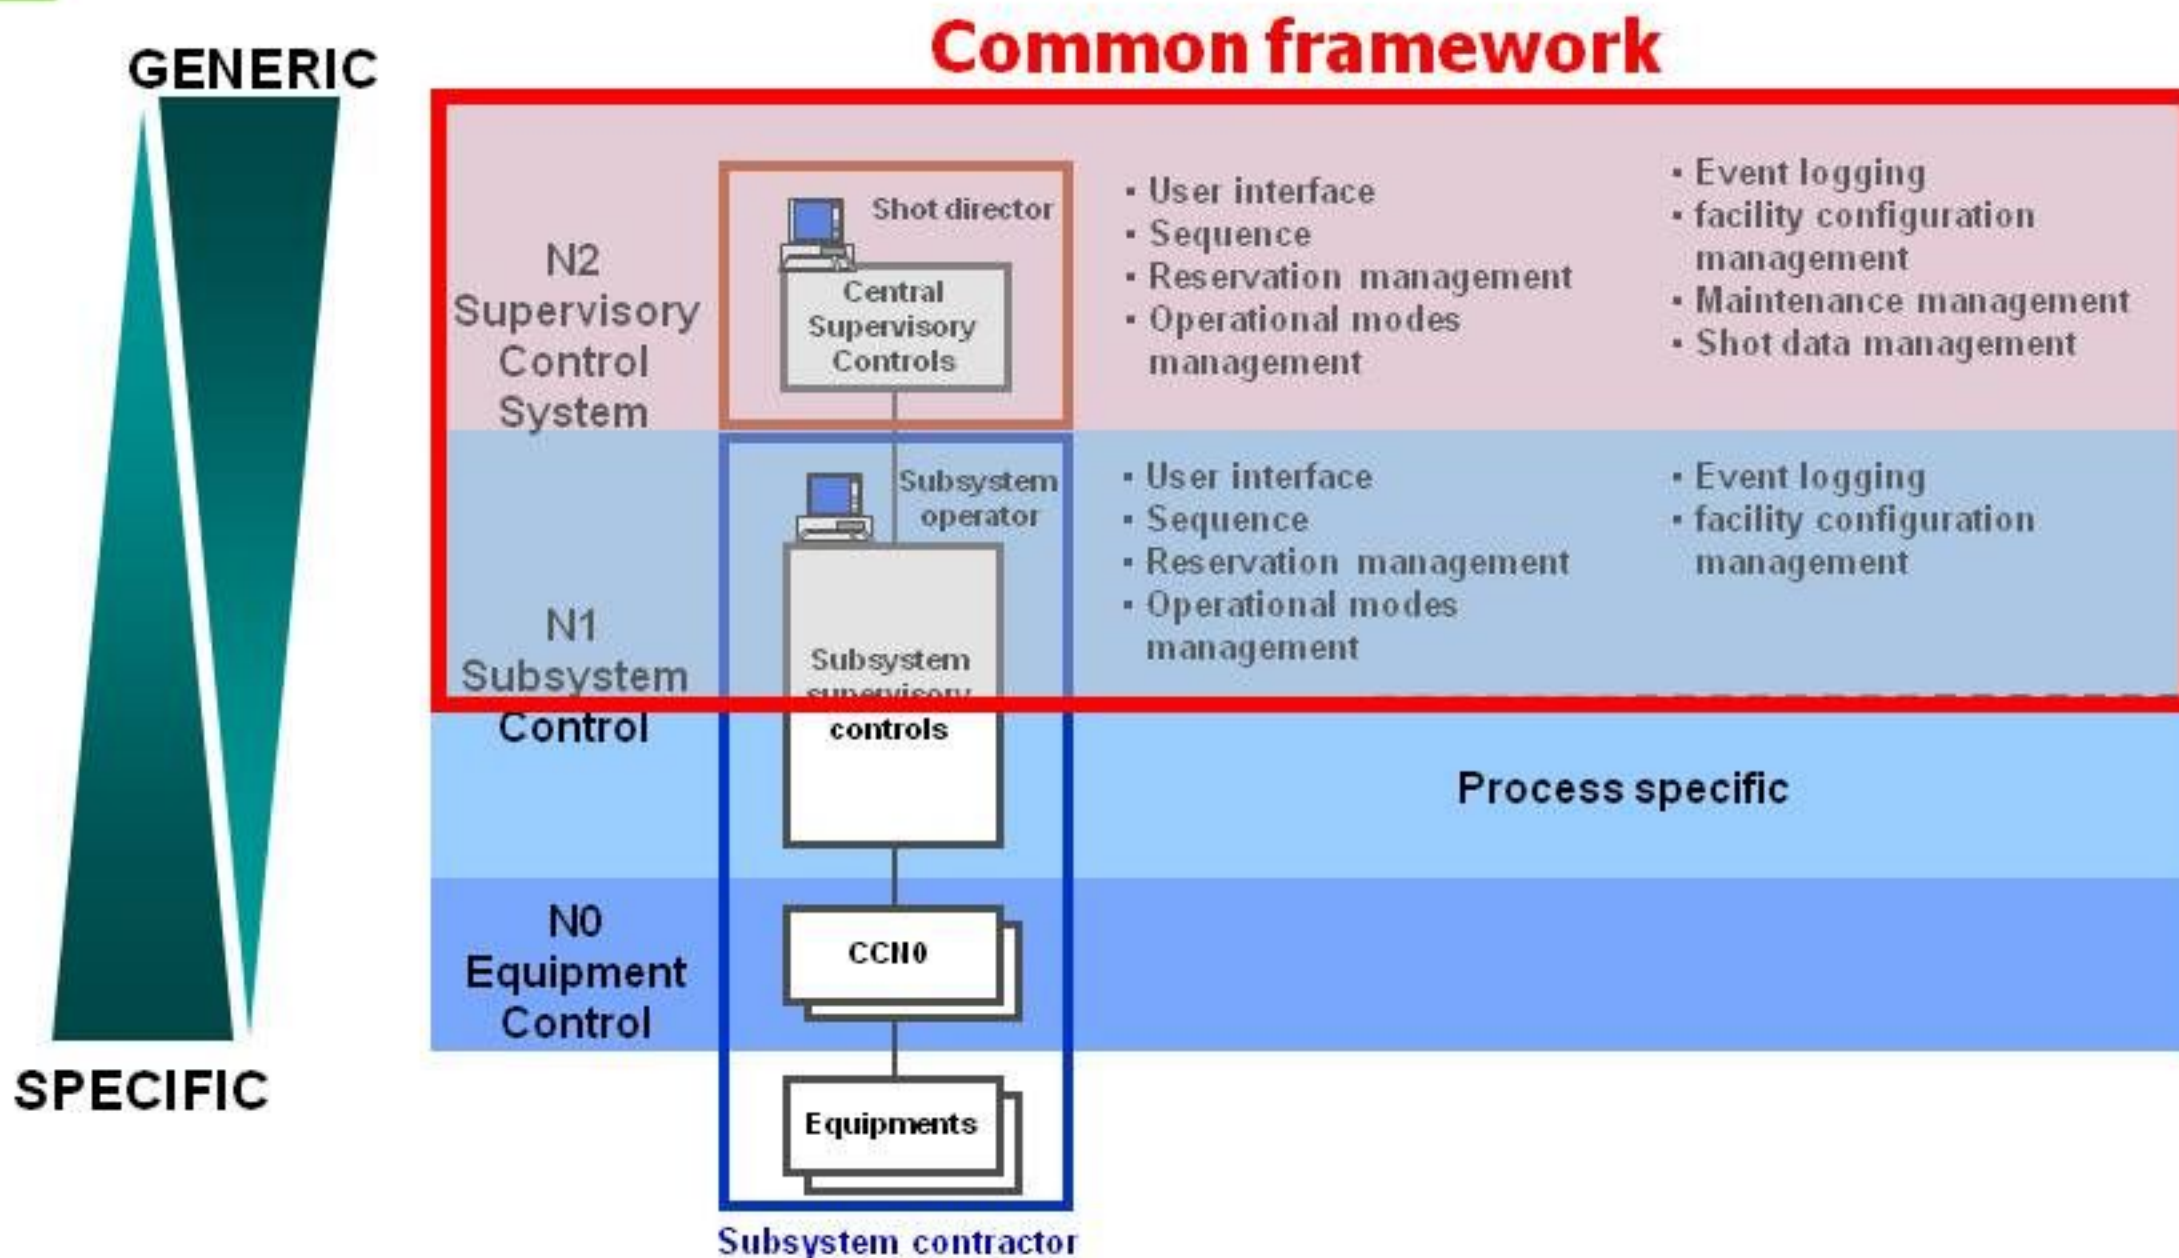 Common framework
GENERIC
SPECIFIC
N2
Supervisory
Control
System
Shot director
Central
Supervisory
Controls
▪ User interface
▪ Sequence
▪ Reservation management
▪ Operational modes
management
▪ Event logging
▪ facility configuration
management
▪ Maintenance management
▪ Shot data management
N1
Subsystem
Control
Subsystem
operator
Subsystem
supervisory
controls
▪ User interface
▪ Sequence
▪ Reservation management
▪ Operational modes
management
▪ Event logging
▪ facility configuration
management
Process specific
N0
Equipment
Control
CCN0
Equipments
Subsystem contractor